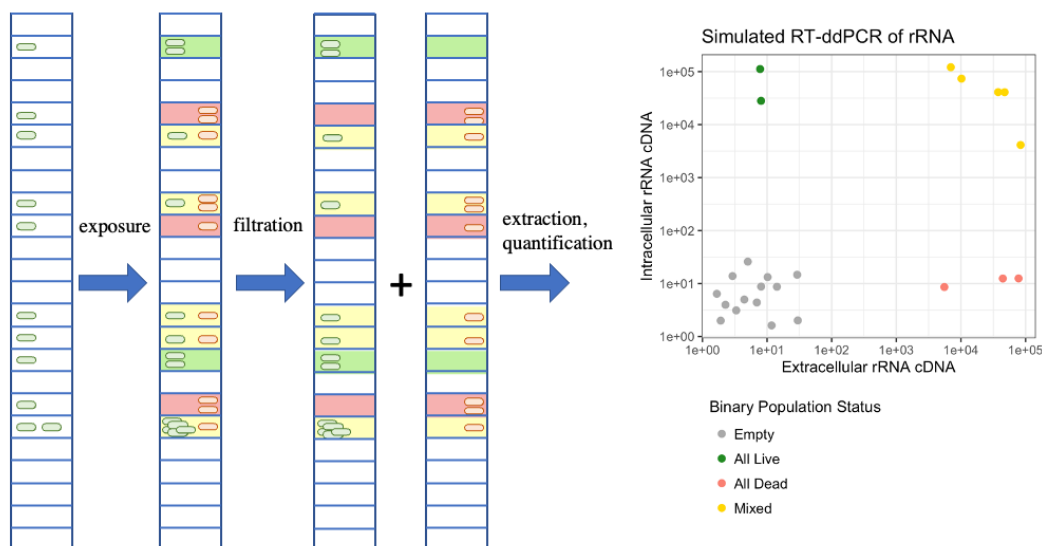 exposure
filtration
+
extraction,
quantification
Simulated RT-ddPCR of rRNA
Intracellular rRNA cDNA
1e+05
1e+04
1e+03
1e+02
1e+01
1e+00
1e+00 1e+01 1e+02 1e+03 1e+04 1e+05
Extracellular rRNA cDNA
Binary Population Status
Empty
All Live
All Dead
Mixed